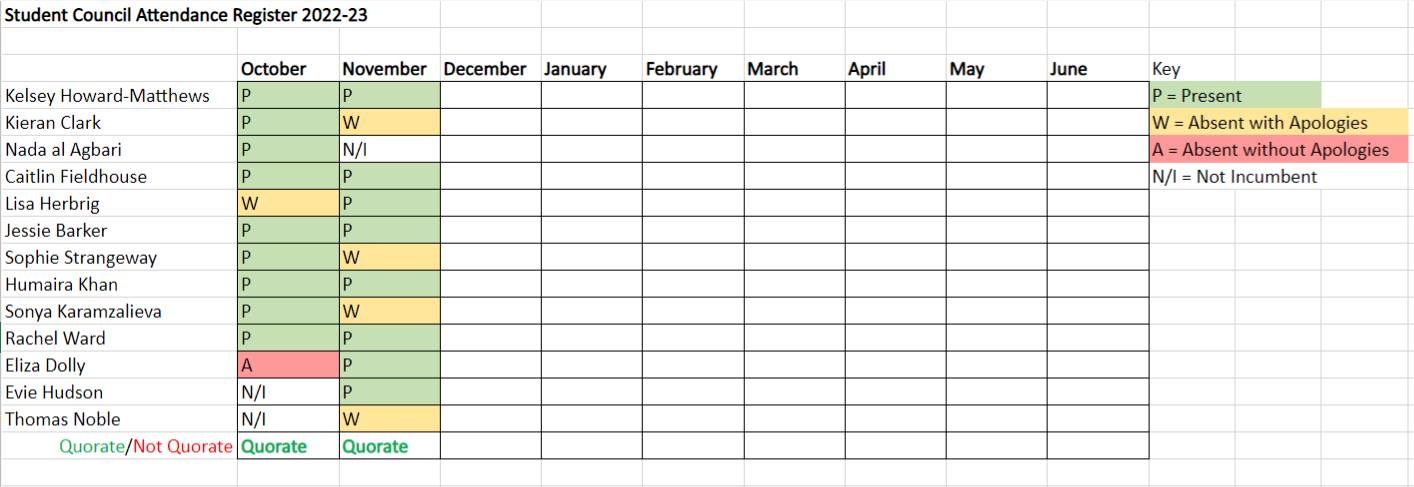 Student Council Attendance Register 2022-23
October November December January February March April May June Key
Kelsey Howard-Matthews P P P = Present
Kieran Clark P W W = Absent with Apologies
Nada al Agbari P N/I A = Absent without Apologies
Caitlin Fieldhouse P P N/I = Not Incumbent
Lisa Herbrig W P
Jessie Barker P P
Sophie Strangeway P W
Humaira Khan P P
Sonya Karamzalieva P W
Rachel Ward P P
Eliza Dolly A P
Evie Hudson N/I P
Thomas Noble N/I W
Quorate/Not Quorate Quorate Quorate